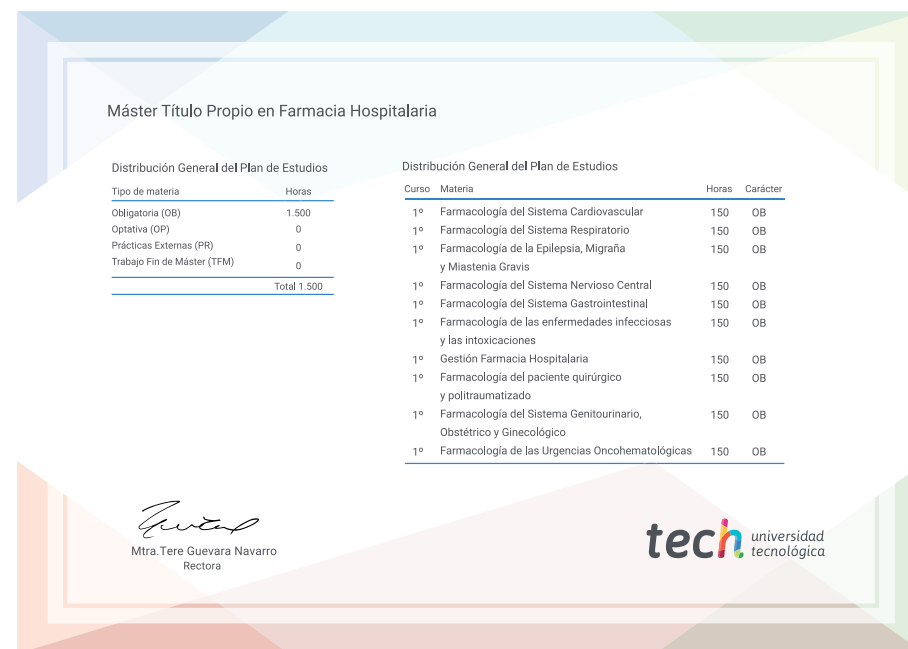 Máster Título Propio en Farmacia Hospitalaria
Distribución General del Plan de Estudios
Tipo de materia Horas
Obligatoria (OB) 1.500
Optativa (OP) 0
Prácticas Externas (PR) 0
Trabajo Fin de Máster (TFM) 0
Total 1.500
Distribución General del Plan de Estudios
Curso Materia Horas Carácter
1º Farmacología del Sistema Cardiovascular 150 OB
1º Farmacología del Sistema Respiratorio 150 OB
1º Farmacología de la Epilepsia, Migraña 150 OB
y Miastenia Gravis
1º Farmacología del Sistema Nervioso Central 150 OB
1º Farmacología del Sistema Gastrointestinal 150 OB
1º Farmacología de las enfermedades infecciosas 150 OB
y las intoxicaciones
1º Gestión Farmacia Hospitalaria 150 OB
1º Farmacología del paciente quirúrgico 150 OB
y politraumatizado
1º Farmacología del Sistema Genitourinario, 150 OB
Obstétrico y Ginecológico
1º Farmacología de las Urgencias Oncohematológicas 150 OB
Mtra.Tere Guevara Navarro
Rectora
tech universidad
tecnológica